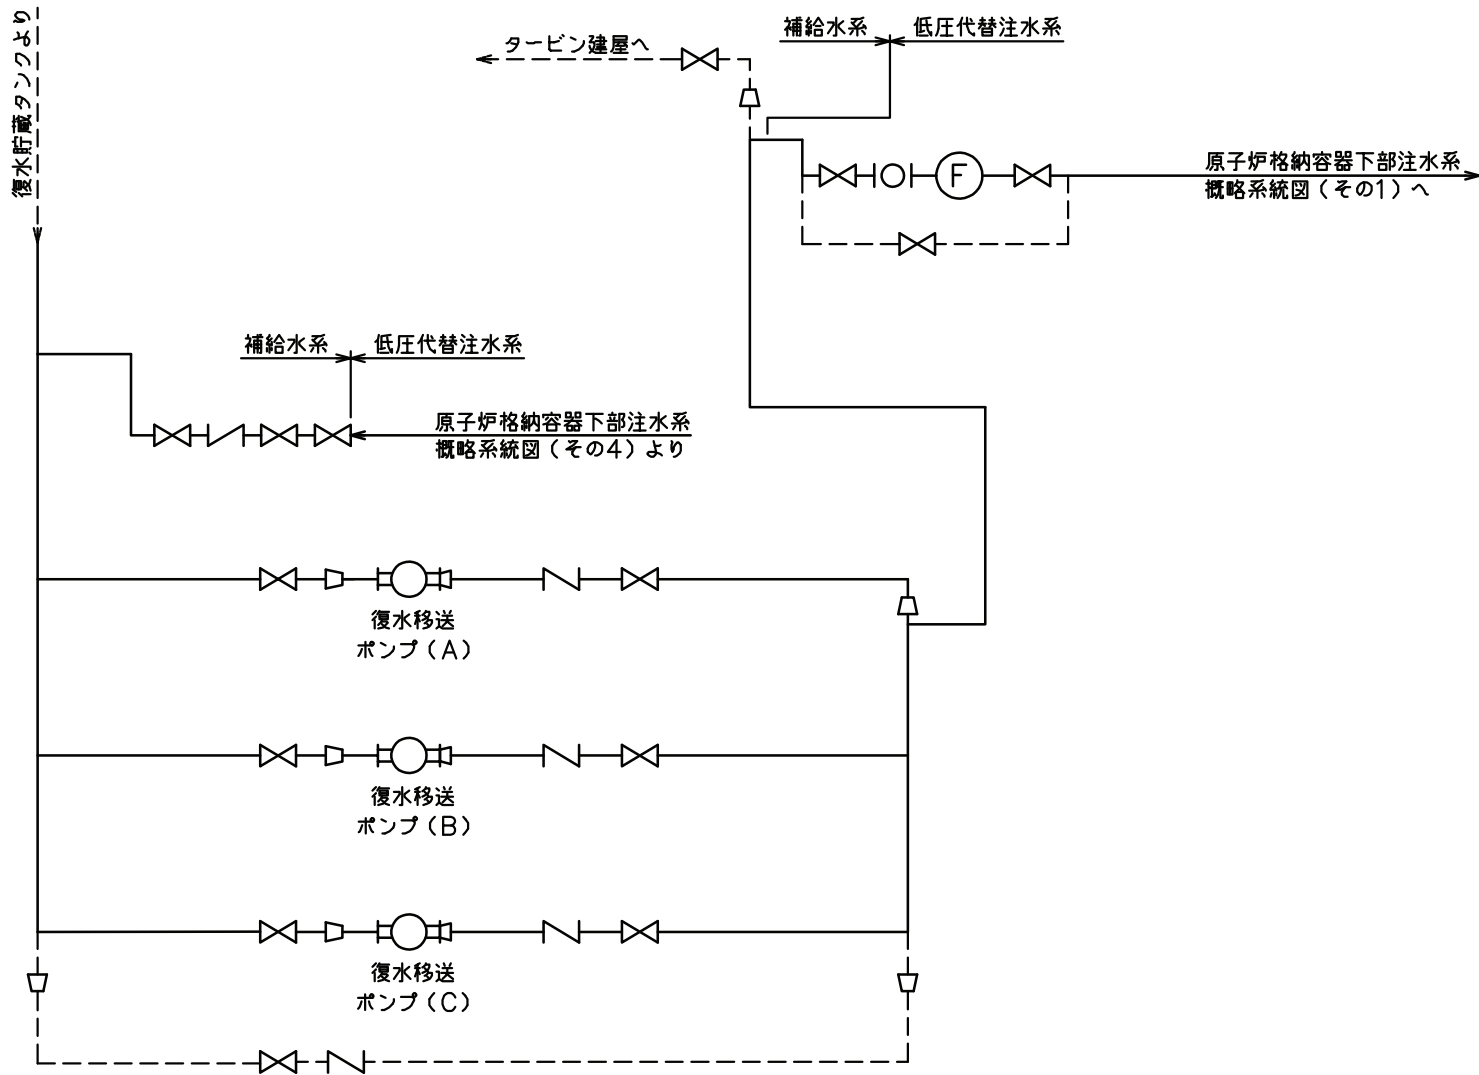 復水貯蔵タンクより
タービン建屋へ
補給水系
低圧代替注水系
F
原子炉格納容器下部注水系
概略系統図（その1）へ
補給水系
低圧代替注水系
原子炉格納容器下部注水系
概略系統図（その4）より
復水移送
ポンプ（A）
復水移送
ポンプ（B）
復水移送
ポンプ（C）